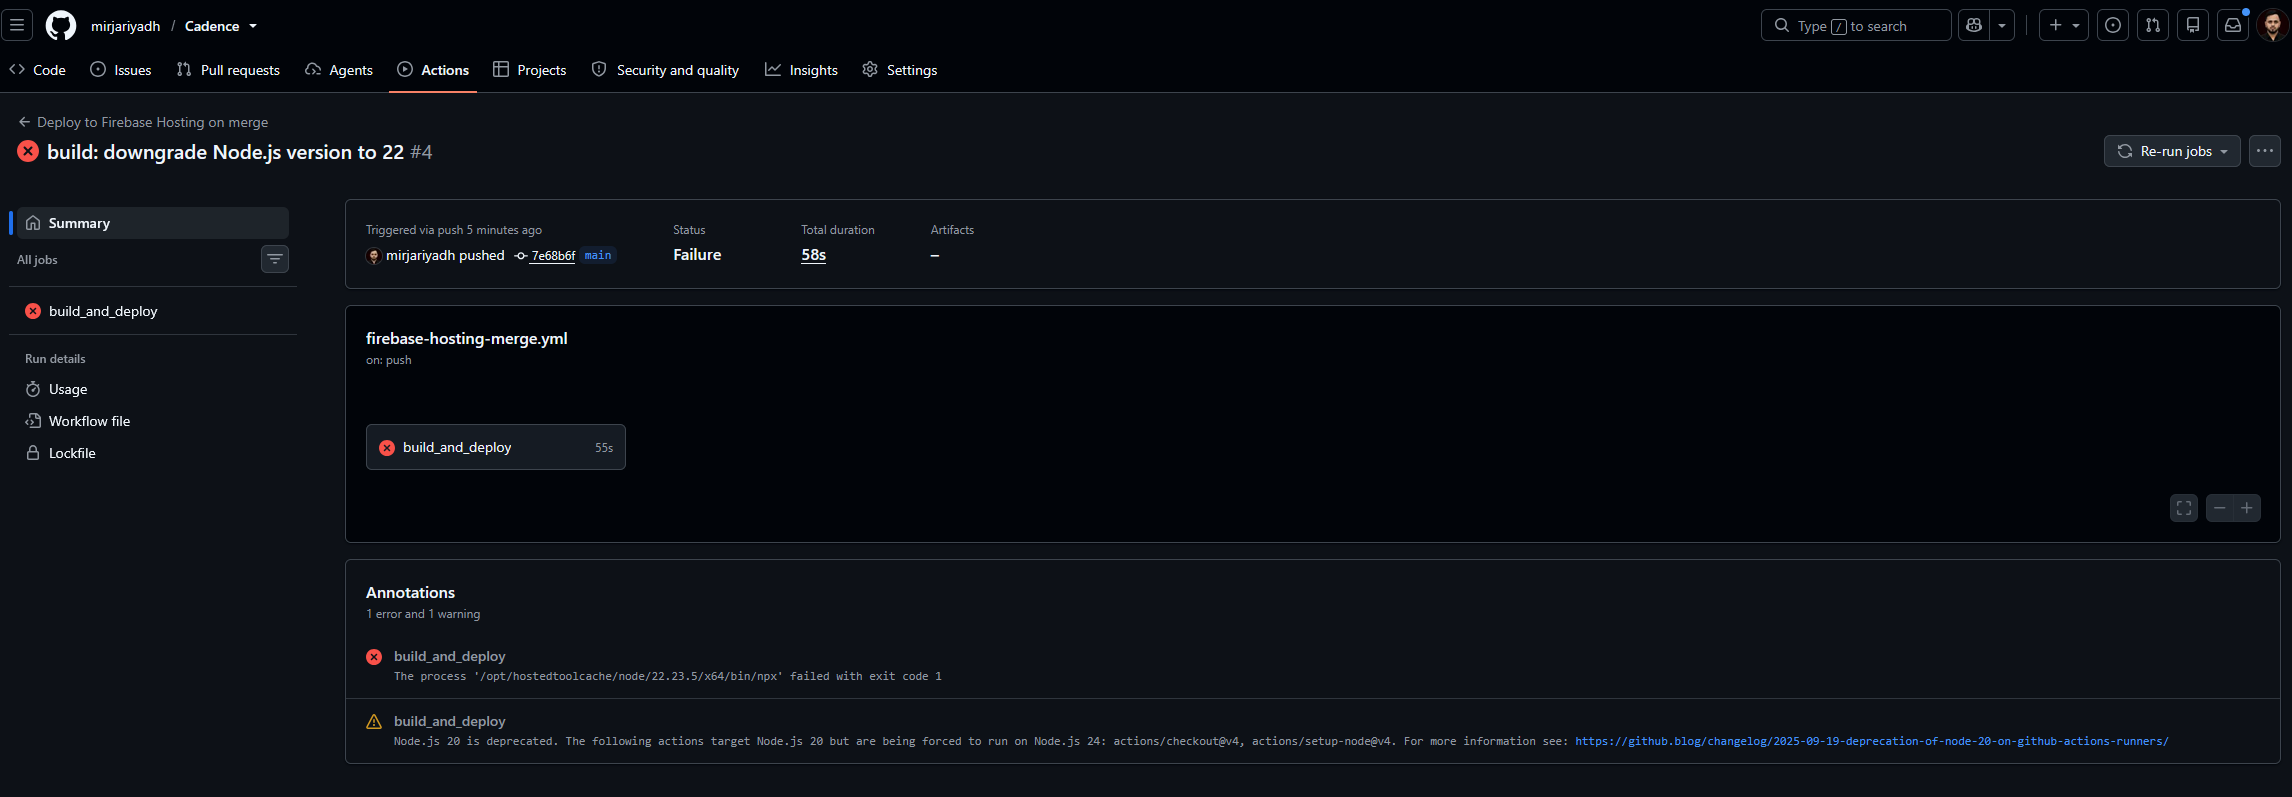 mirjariyadh / Cadence
Type / to search
Code
Issues
Pull requests
Agents
Actions
Projects
Security and quality
Insights
Settings
← Deploy to Firebase Hosting on merge
build: downgrade Node.js version to 22 #4
Re-run jobs
Summary
All jobs
build_and_deploy
Run details
Usage
Workflow file
Lockfile
Triggered via push 5 minutes ago
mirjariyadh pushed 7e68b6f main
Status
Failure
Total duration
58s
Artifacts
–
firebase-hosting-merge.yml
on: push
build_and_deploy 55s
Annotations
1 error and 1 warning
build_and_deploy
The process '/opt/hostedtoolcache/node/22.23.5/x64/bin/npx' failed with exit code 1
build_and_deploy
Node.js 20 is deprecated. The following actions target Node.js 20 but are being forced to run on Node.js 24: actions/checkout@v4, actions/setup-node@v4. For more information see: https://github.blog/changelog/2025-09-19-deprecation-of-node-20-on-github-actions-runners/